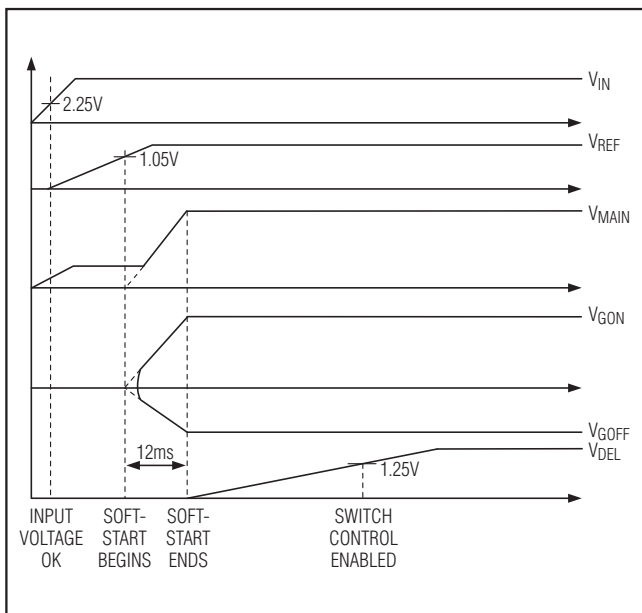 VIN
2.25V
VREF
1.05V
VMAIN
VGON
VGOFF
12ms
VDEL
1.25V
INPUT
VOLTAGE
OK
SOFT-
START
BEGINS
SOFT-
START
ENDS
SWITCH
CONTROL
ENABLED